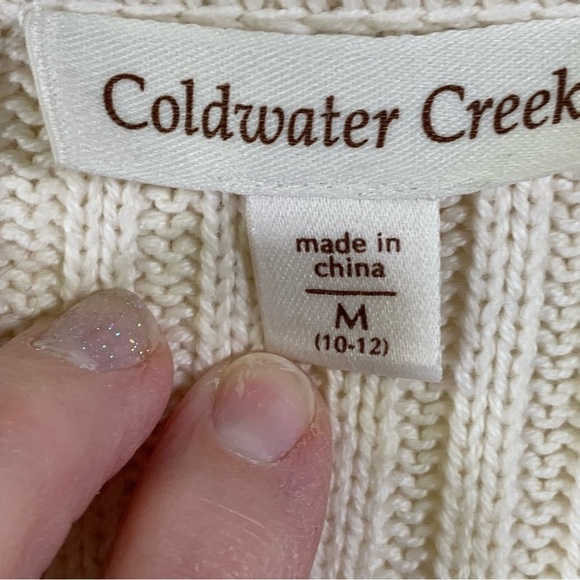 Coldwater Creek
made in
china
M
(10-12)